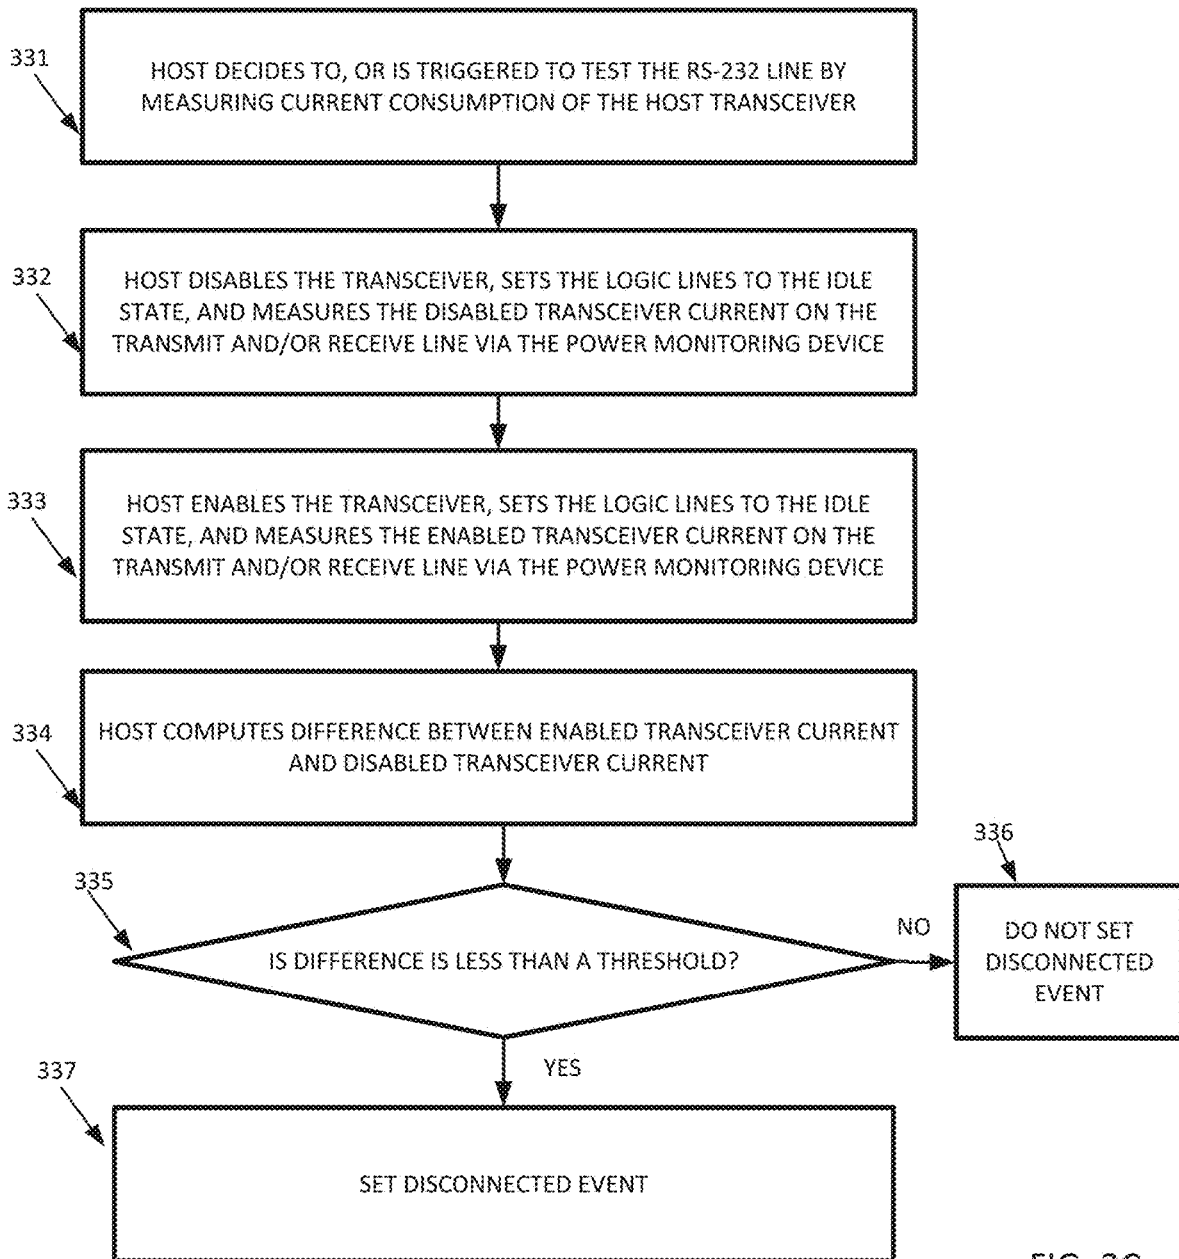 331
HOST DECIDES TO, OR IS TRIGGERED TO TEST THE RS-232 LINE BY
MEASURING CURRENT CONSUMPTION OF THE HOST TRANSCEIVER
332
HOST DISABLES THE TRANSCEIVER, SETS THE LOGIC LINES TO THE IDLE
STATE, AND MEASURES THE DISABLED TRANSCEIVER CURRENT ON THE
TRANSMIT AND/OR RECEIVE LINE VIA THE POWER MONITORING DEVICE
333
HOST ENABLES THE TRANSCEIVER, SETS THE LOGIC LINES TO THE IDLE
STATE, AND MEASURES THE ENABLED TRANSCEIVER CURRENT ON THE
TRANSMIT AND/OR RECEIVE LINE VIA THE POWER MONITORING DEVICE
334
HOST COMPUTES DIFFERENCE BETWEEN ENABLED TRANSCEIVER CURRENT
AND DISABLED TRANSCEIVER CURRENT
335
IS DIFFERENCE IS LESS THAN A THRESHOLD?
NO
336
DO NOT SET
DISCONNECTED
EVENT
YES
337
SET DISCONNECTED EVENT